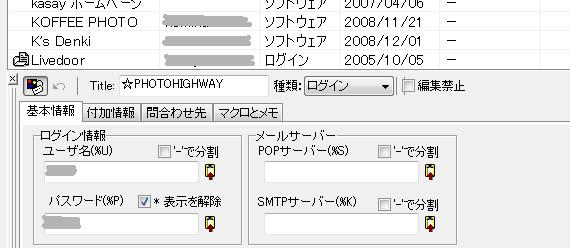 kasay ホームページ ソフトウェア 2007/04/06 −
KOFFEE PHOTO ソフトウェア 2008/11/21 −
K's Denki ソフトウェア 2008/12/01 −
Livedoor ログイン 2005/10/05 −
Title: ☆PHOTOHIGHWAY 種類: ログイン 編集禁止
基本情報 付加情報 問合わせ先 マクロとメモ
ログイン情報 メールサーバー
ユーザ名(%U) '−'で分割 POPサーバー(%S) '−'で分割
パスワード(%P) * 表示を解除 SMTPサーバー(%K) '−'で分割